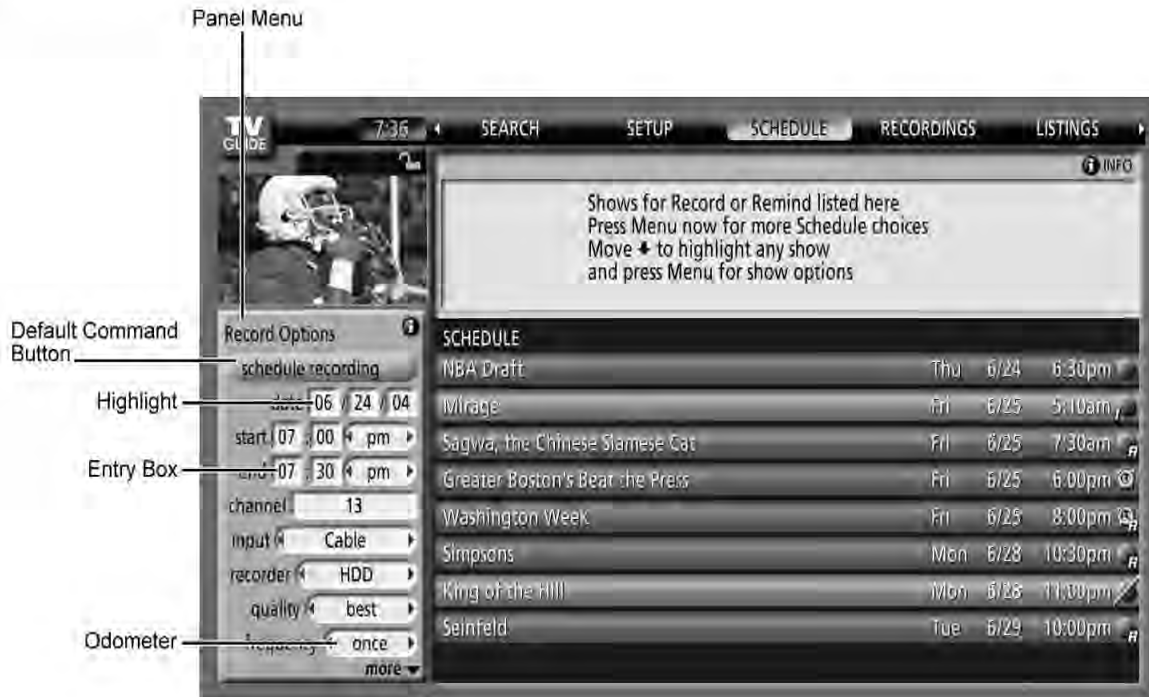 Panel Menu
TV
GUIDE
7:36
SEARCH SETUP SCHEDULE RECORDINGS LISTINGS
INFO
Shows for Record or Remind listed here
Press Menu now for more Schedule choices
Move to highlight any show
and press Menu for show options
Default Command
Button
Highlight
Entry Box
Odometer
Record Options
schedule recording
date 06 / 24 / 04
start 07 : 00 pm
end 07 : 30 pm
channel 13
input Cable
recorder HDD
quality best
frequency once
more
SCHEDULE
NBA Draft Thu 6/24 6:30pm
Mirage Fri 6/25 5:10am
Sagwa, the Chinese Siamese Cat Fri 6/25 7:30am
Greater Boston's Beat the Press Fri 6/25 6:00pm
Washington Week Fri 6/25 8:00pm
Simpsons Mon 6/28 10:30pm
King of the Hill Mon 6/28 11:00pm
Seinfeld Tue 6/29 10:00pm